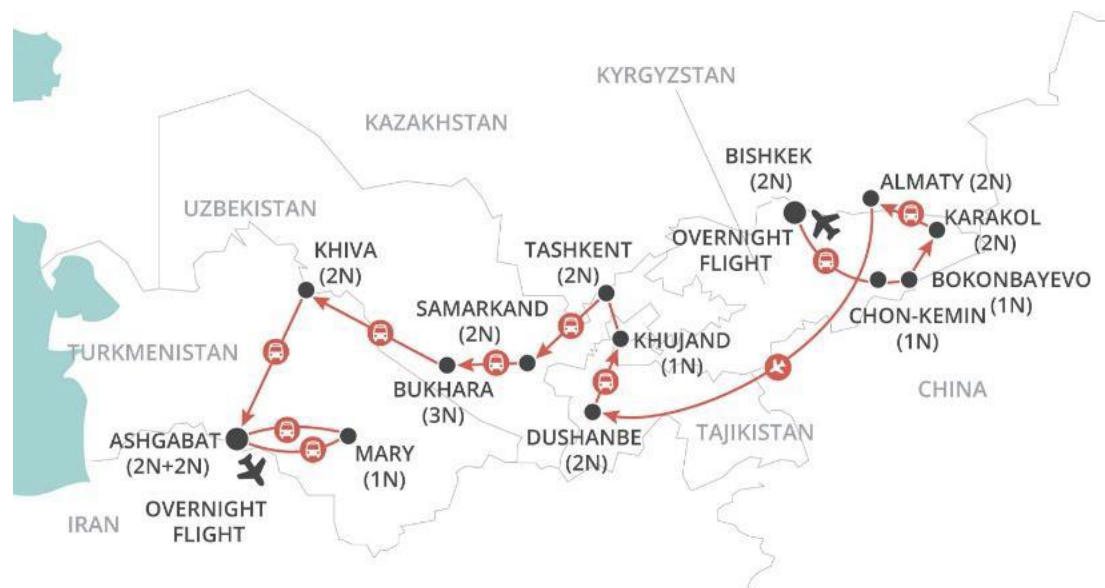 KYRGYZSTAN
KAZAKHSTAN
BISHKEK
(2N)
ALMATY (2N)
UZBEKISTAN
KARAKOL
(2N)
KHIVA
(2N)
TASHKENT
(2N)
OVERNIGHT
FLIGHT
BOKONBAYEVO
(1N)
SAMARKAND
(2N)
CHON-KEMIN
(1N)
KHUJAND
(1N)
TURKMENISTAN
BUKHARA
(3N)
CHINA
DUSHANBE
(2N)
TAJIKISTAN
ASHGABAT
(2N+2N)
MARY
(1N)
OVERNIGHT
FLIGHT
IRAN